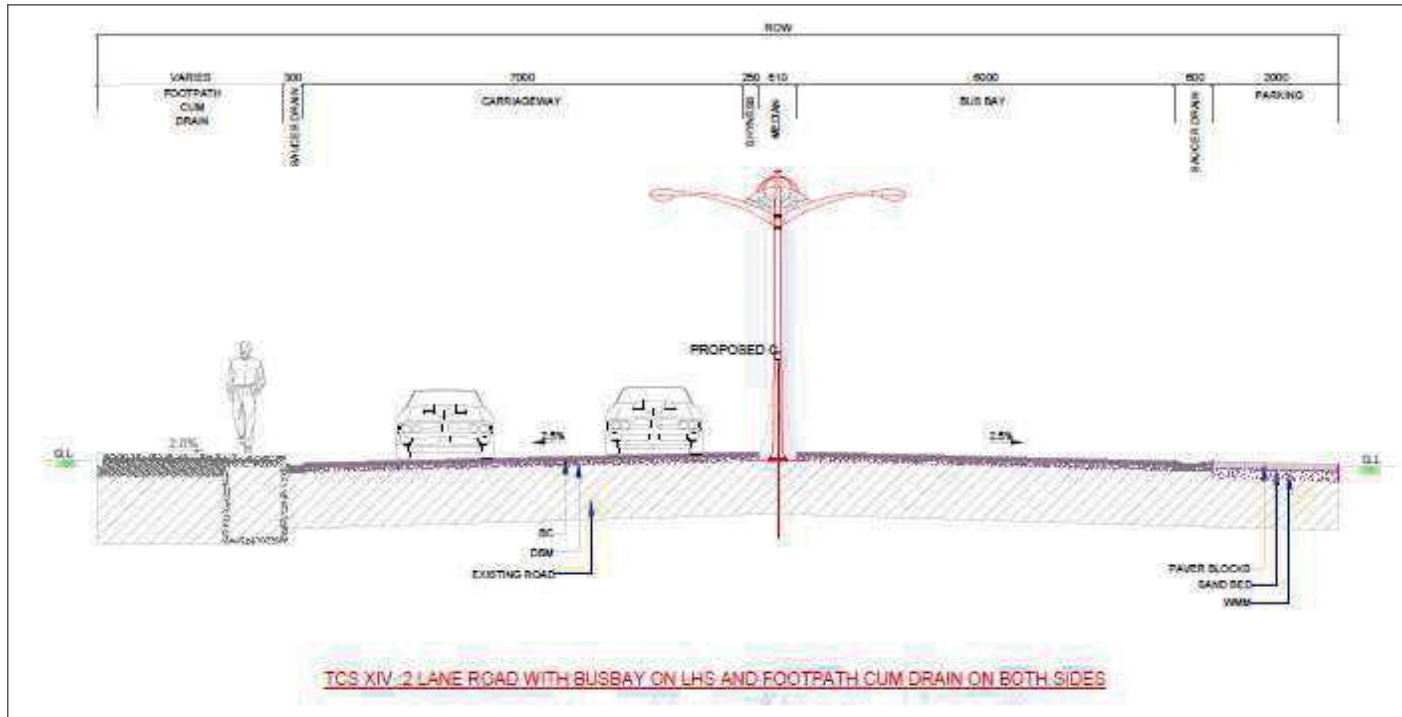 ROW
VARIES 300 7000 250 610 6000 600 2000
FOOTPATH
CUM
DRAIN
SAUCER DRAIN
CARRIAGEWAY
SHYNESS
MEDIAN
BUS BAY
SAUCER DRAIN
PARKING
PROPOSED C
2.0%
2.5%
2.5%
G.L
G.L
BC
DBM
EXISTING ROAD
PAVER BLOCKS
SAND BED
WMM
TCS XIV :2 LANE ROAD WITH BUSBAY ON LHS AND FOOTPATH CUM DRAIN ON BOTH SIDES